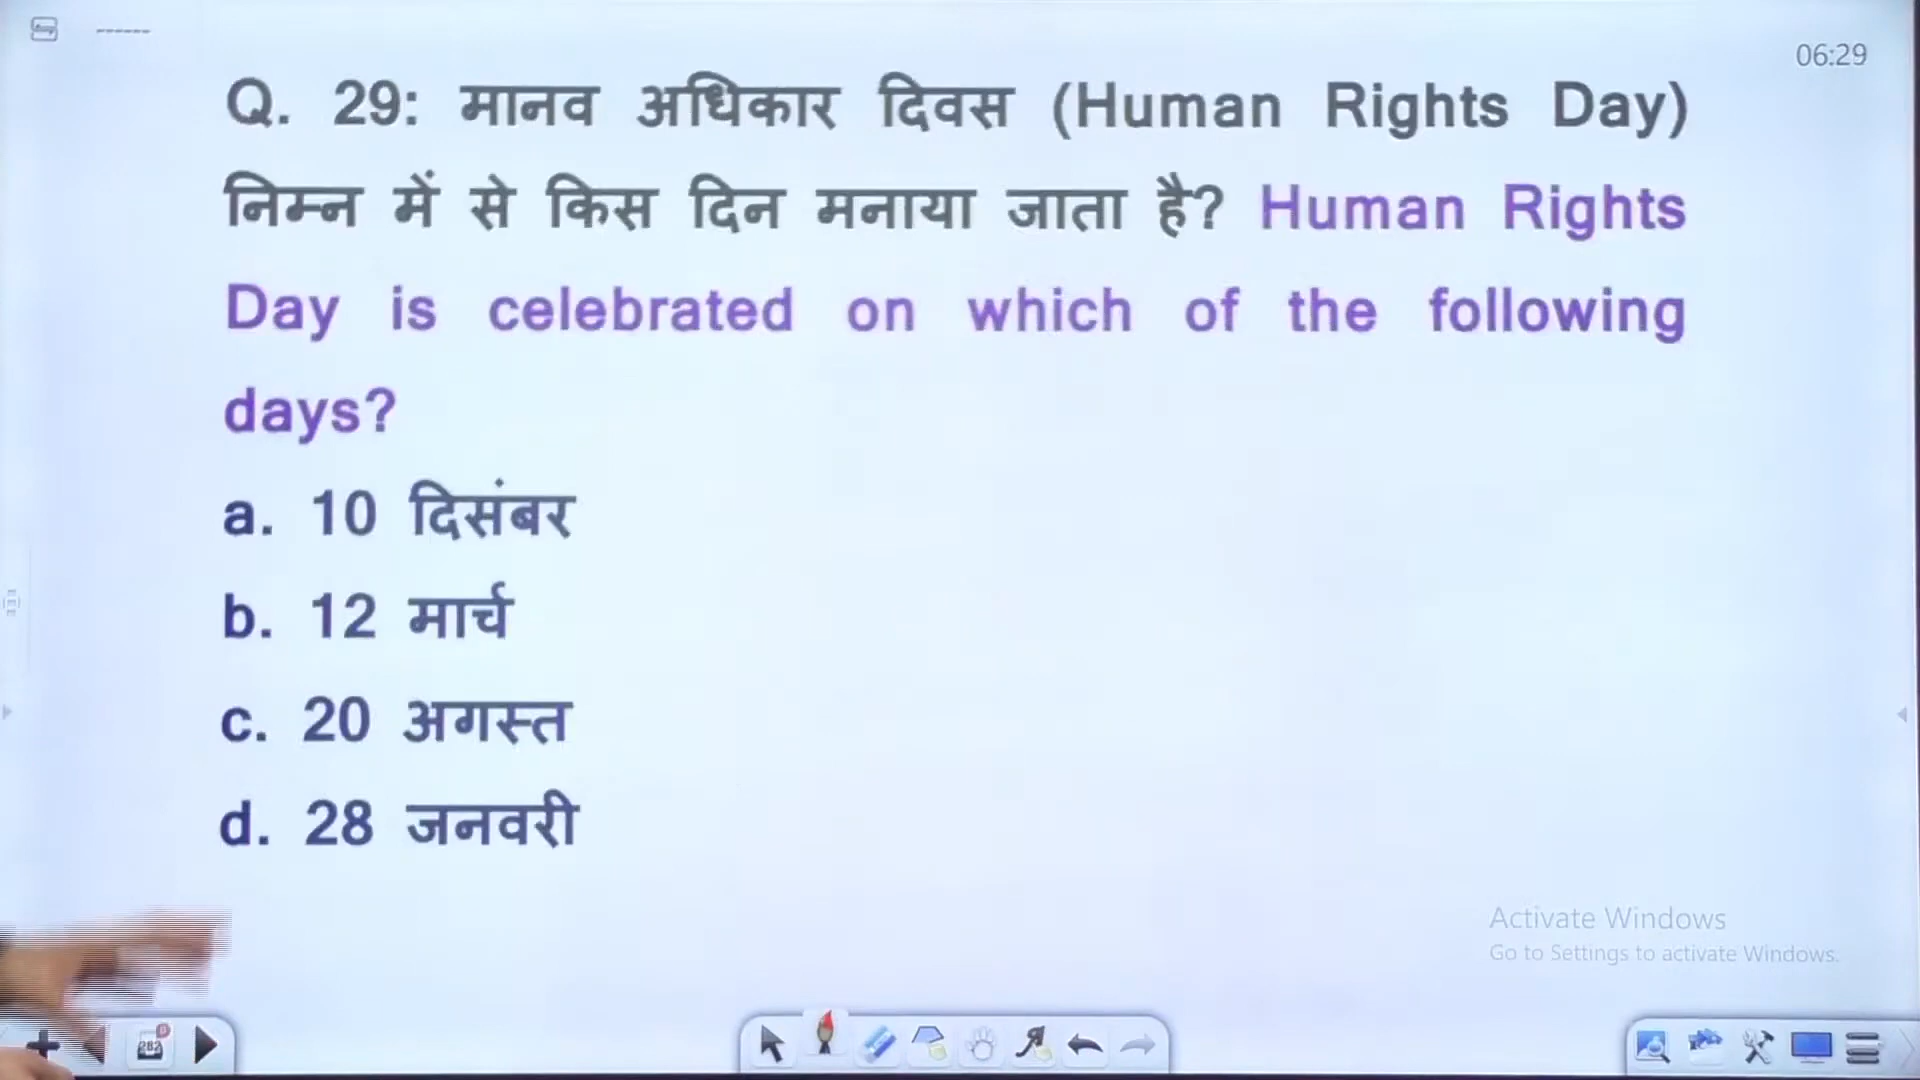 06:29
Q. 29: मानव अधिकार दिवस (Human Rights Day)
निम्न में से किस दिन मनाया जाता है? Human Rights
Day is celebrated on which of the following
days?
a. 10 दिसंबर
b. 12 मार्च
c. 20 अगस्त
d. 28 जनवरी
Activate Windows
Go to Settings to activate Windows.
282